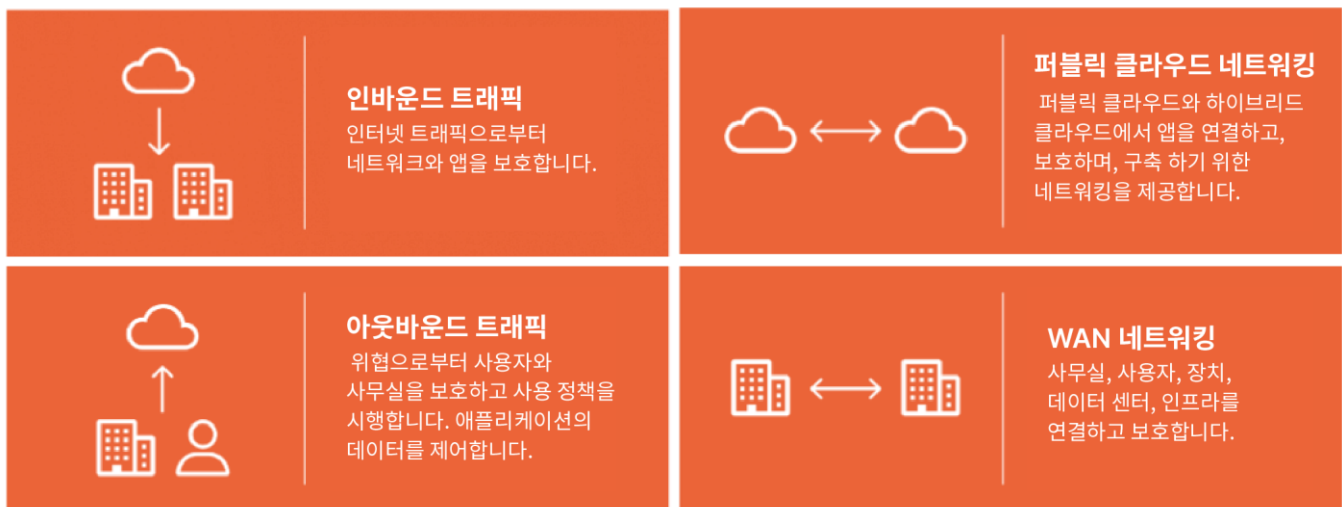 인바운드 트래픽
인터넷 트래픽으로부터
네트워크와 앱을 보호합니다.
퍼블릭 클라우드 네트워킹
퍼블릭 클라우드와 하이브리드
클라우드에서 앱을 연결하고,
보호하며, 구축 하기 위한
네트워킹을 제공합니다.
아웃바운드 트래픽
위협으로부터 사용자와
사무실을 보호하고 사용 정책을
시행합니다. 애플리케이션의
데이터를 제어합니다.
WAN 네트워킹
사무실, 사용자, 장치,
데이터 센터, 인프라를
연결하고 보호합니다.